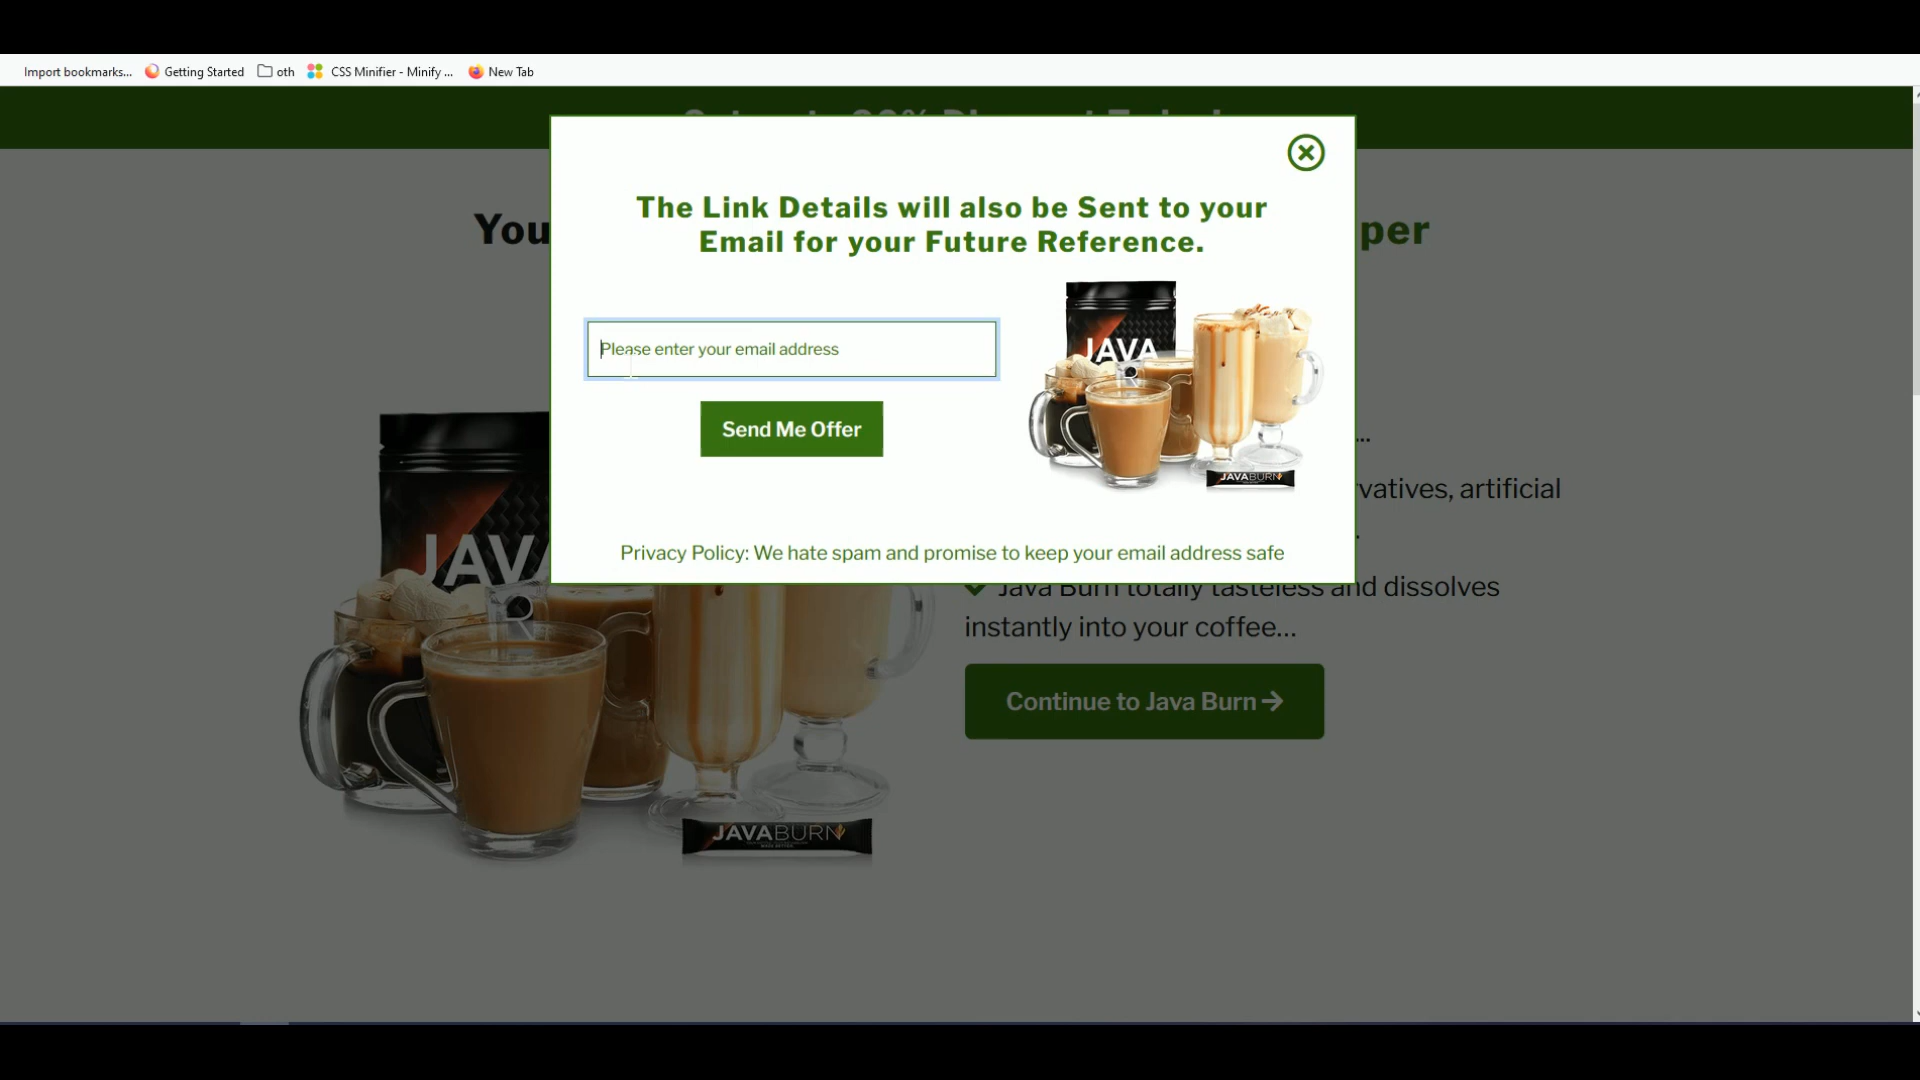 Import bookmarks... Getting Started oth CSS Minifier - Minify ... New Tab
The Link Details will also be Sent to your
Email for your Future Reference.
You per
Please enter your email address
JAVA
Send Me Offer
...
JAVABURN
vatives, artificial
.
Privacy Policy: We hate spam and promise to keep your email address safe
JAVA
Java Burn totally tasteless and dissolves
instantly into your coffee...
Continue to Java Burn
JAVABURN